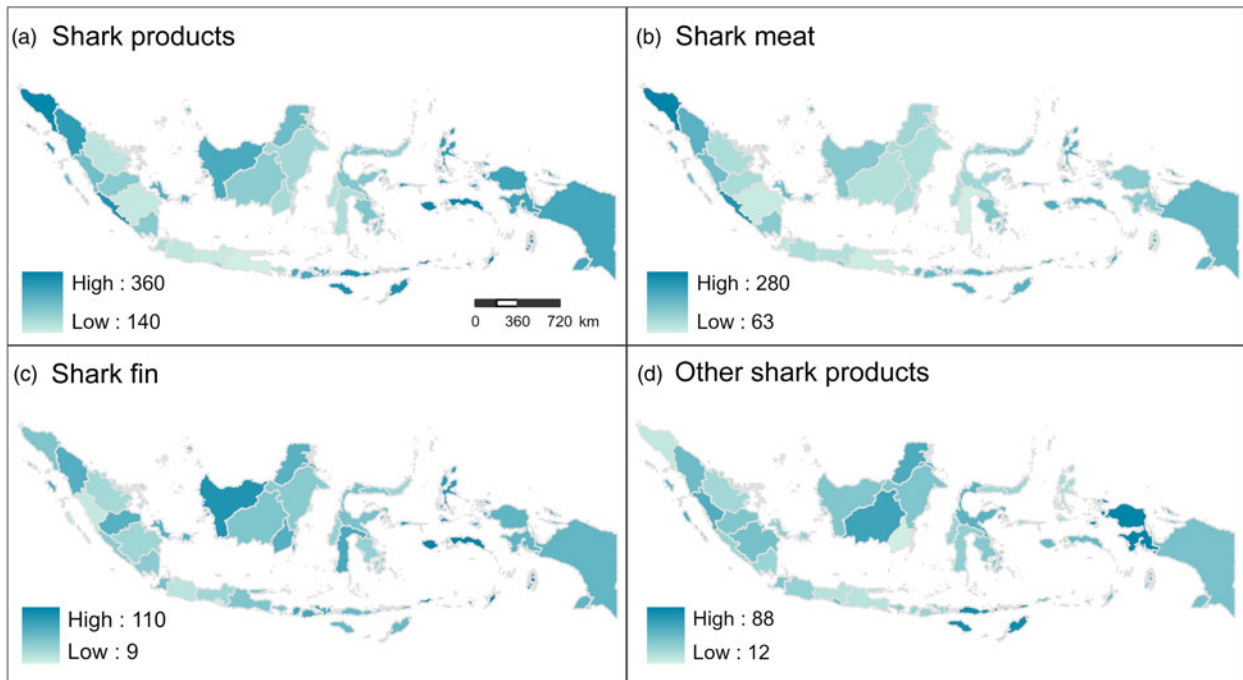 (a) Shark products
High : 360
Low : 140
0 360 720 km
(b) Shark meat
High : 280
Low : 63
(c) Shark fin
High : 110
Low : 9
(d) Other shark products
High : 88
Low : 12